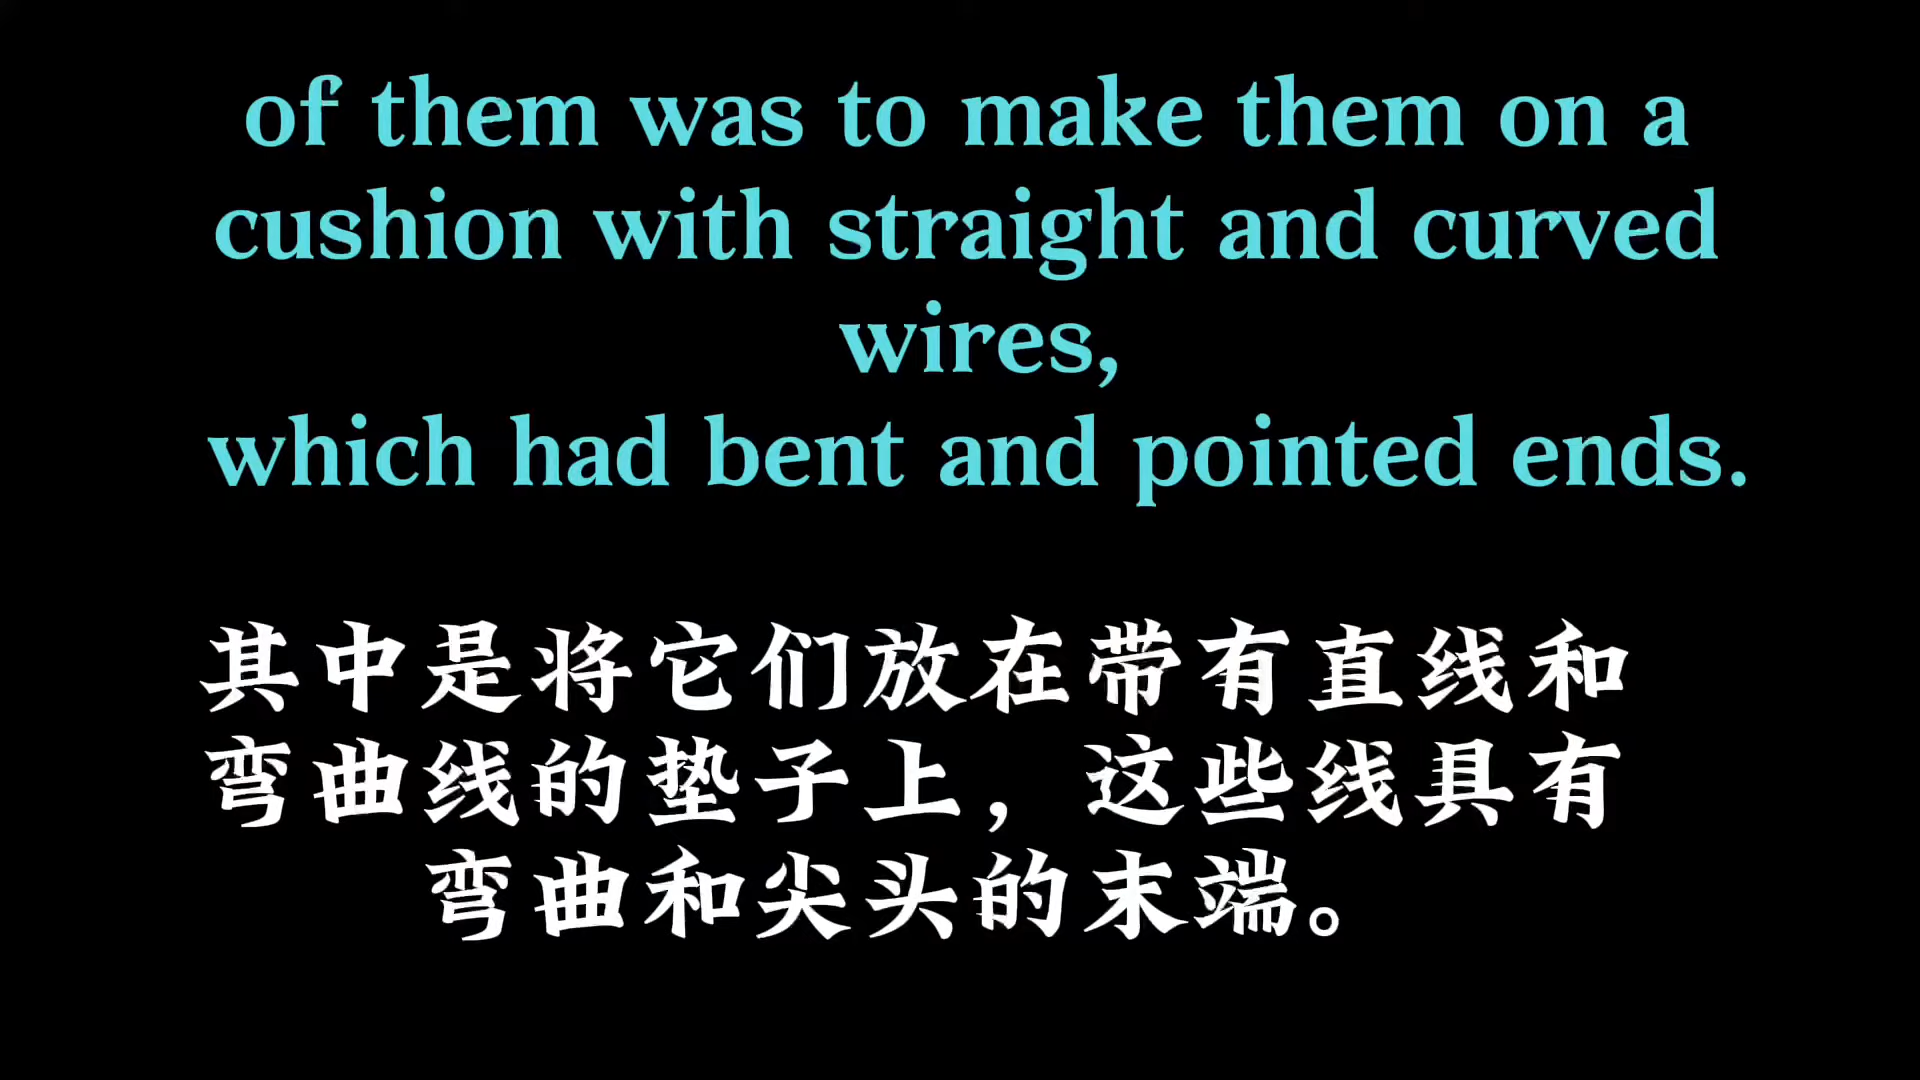 of them was to make them on a
cushion with straight and curved
wires,
which had bent and pointed ends.
其中是将它们放在带有直线和
弯曲线的垫子上，这些线具有
弯曲和尖头的末端。